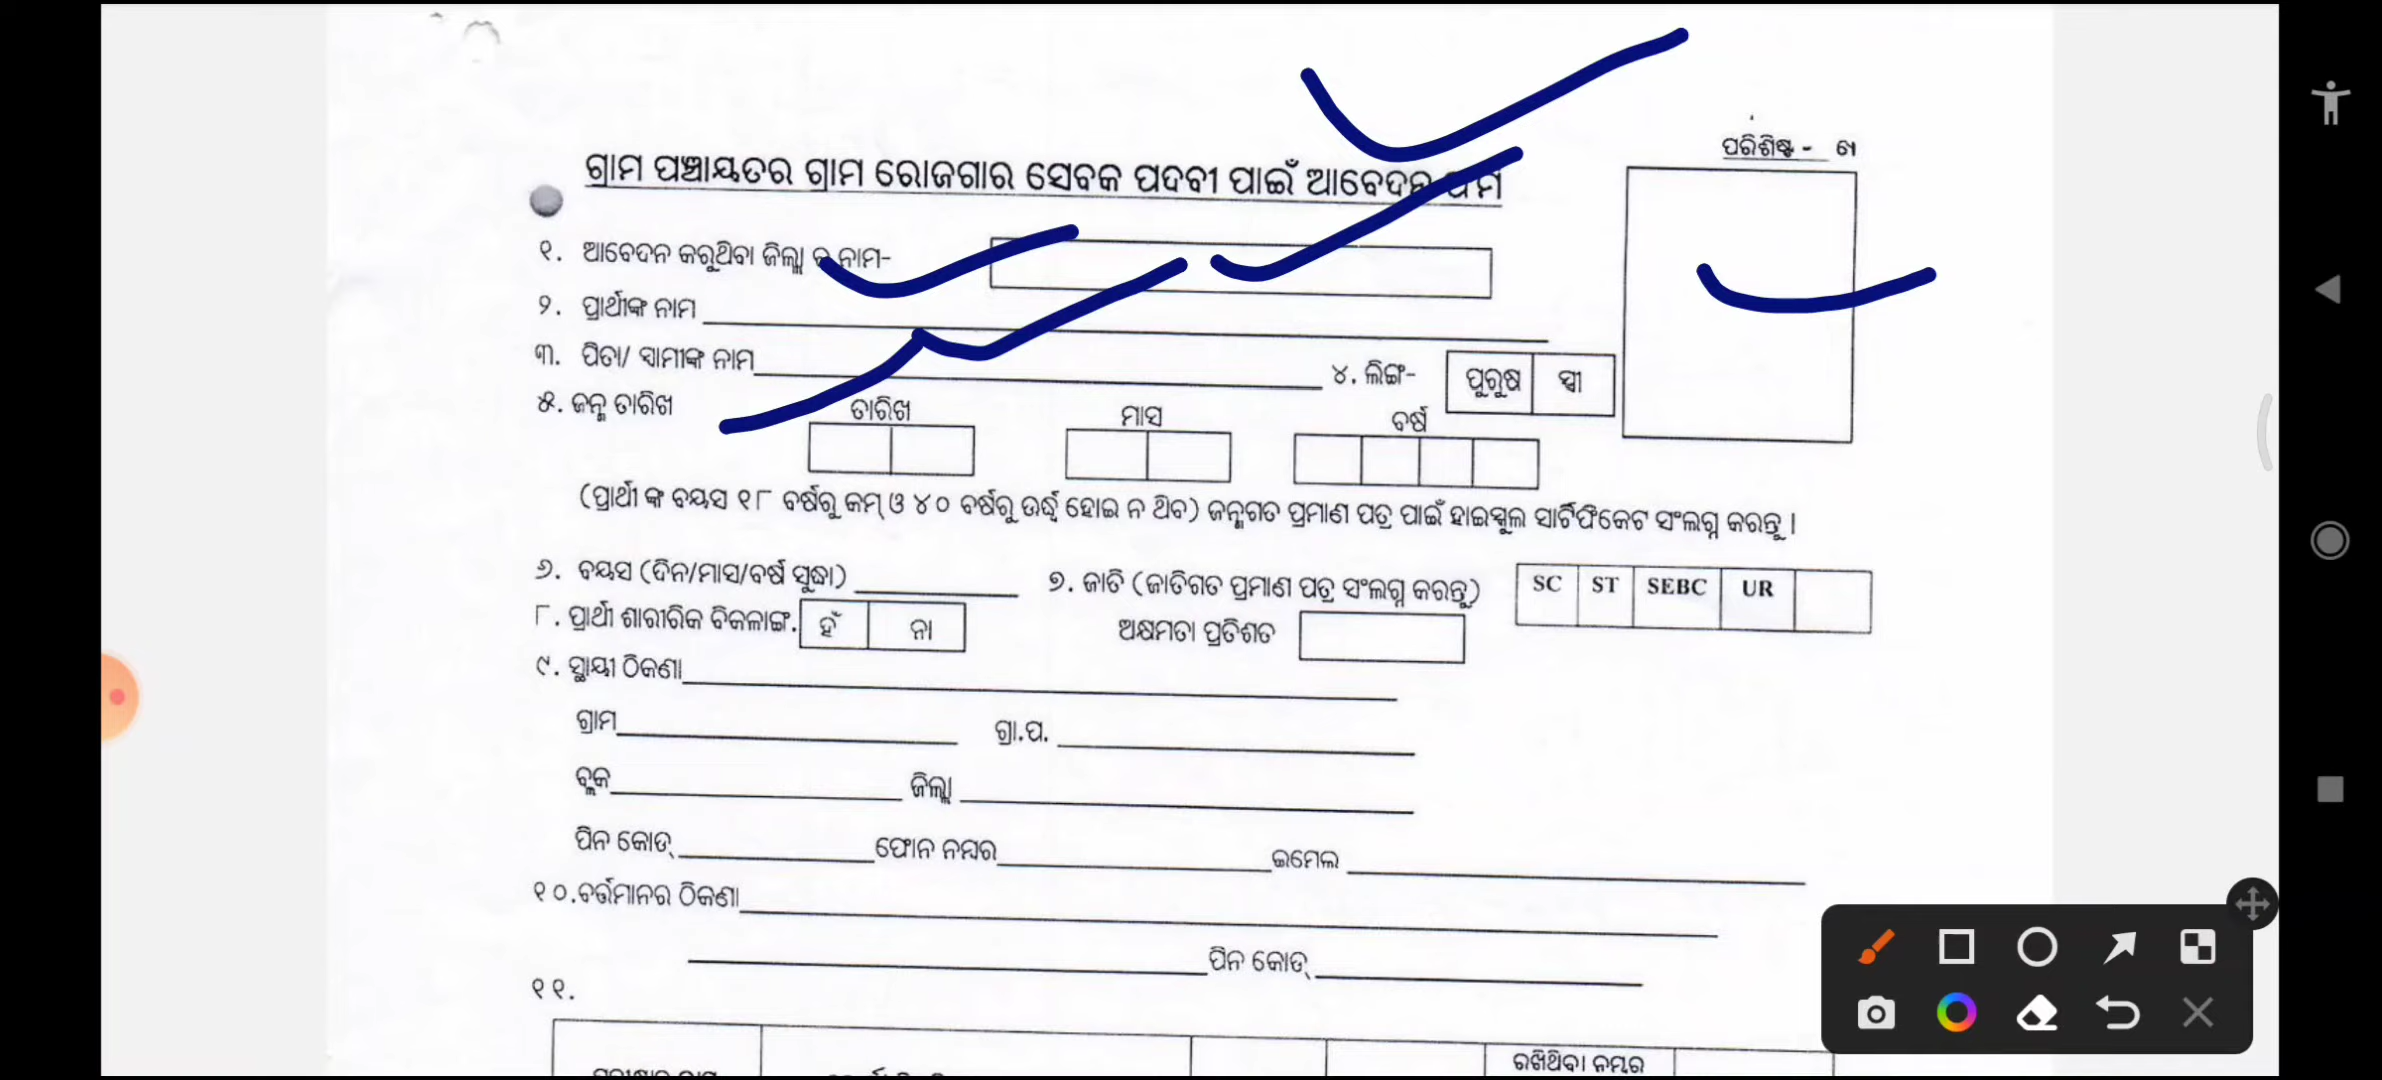 ପରିଶିଷ୍ଟ - ୬
ଗ୍ରାମ ପଞ୍ଚାୟତର ଗ୍ରାମ ରୋଜଗାର ସେବକ ପଦବୀ ପାଇଁ ଆବେଦନ ଫର୍ମ
୧. ଆବେଦନ କରୁଥିବା ଜିଲ୍ଲା ର ନାମ-
୨. ପ୍ରାର୍ଥୀଙ୍କ ନାମ
୩. ପିତା/ ସ୍ୱାମୀଙ୍କ ନାମ ୪. ଲିଙ୍ଗ- ପୁରୁଷ ସ୍ତ୍ରୀ
୫. ଜନ୍ମ ତାରିଖ ତାରିଖ ମାସ ବର୍ଷ
(ପ୍ରାର୍ଥୀ ଙ୍କ ବୟସ ୧୮ ବର୍ଷରୁ କମ୍ ଓ ୪୦ ବର୍ଷରୁ ଉର୍ଦ୍ଧ୍ୱ ହୋଇ ନ ଥିବ) ଜନ୍ମଗତ ପ୍ରମାଣ ପତ୍ର ପାଇଁ ହାଇସ୍କୁଲ ସାର୍ଟିଫିକେଟ ସଂଲଗ୍ନ କରନ୍ତୁ ।
୬. ବୟସ (ଦିନ/ମାସ/ବର୍ଷ ସୁଦ୍ଧା) ୭. ଜାତି (ଜାତିଗତ ପ୍ରମାଣ ପତ୍ର ସଂଲଗ୍ନ କରନ୍ତୁ) SC ST SEBC UR
୮. ପ୍ରାର୍ଥୀ ଶାରୀରିକ ବିକଳାଙ୍ଗ. ହଁ ନା ଅକ୍ଷମତା ପ୍ରତିଶତ
୯. ସ୍ଥାୟୀ ଠିକଣା
ଗ୍ରାମ ଗ୍ରା.ପ.
ବ୍ଲକ ଜିଲ୍ଲା
ପିନ କୋଡ୍ ଫୋନ ନମ୍ବର ଇମେଲ
୧୦.ବର୍ତ୍ତମାନର ଠିକଣା
ପିନ କୋଡ୍
୧୧.
ରଖିଥିବା ନମ୍ବର